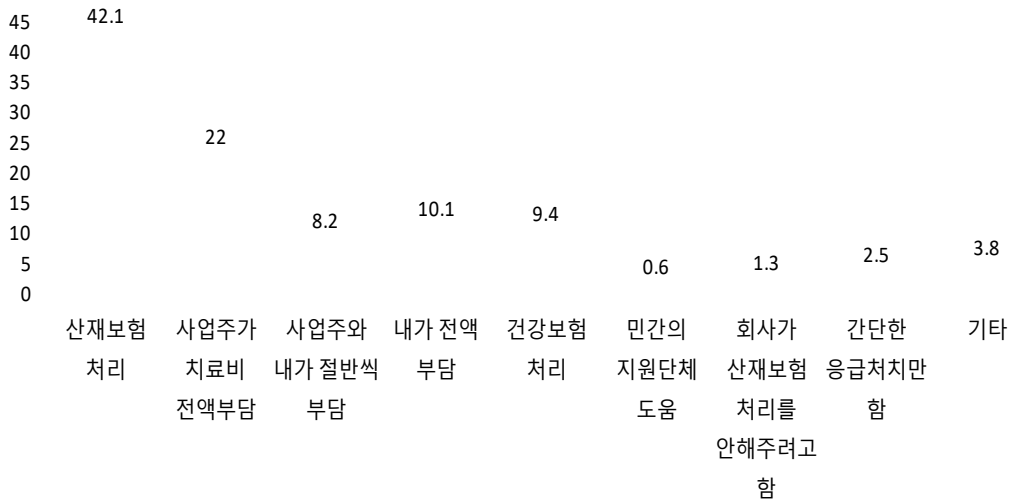 45
40
35
30
25
20
15
10
5
0
42.1
22
8.2
10.1
9.4
0.6
1.3
2.5
3.8
산재보험
처리
사업주가
치료비
전액부담
사업주와
내가 절반씩
부담
내가 전액
부담
건강보험
처리
민간의
지원단체
도움
회사가
산재보험
처리를
안해주려고
함
간단한
응급처치만
함
기타